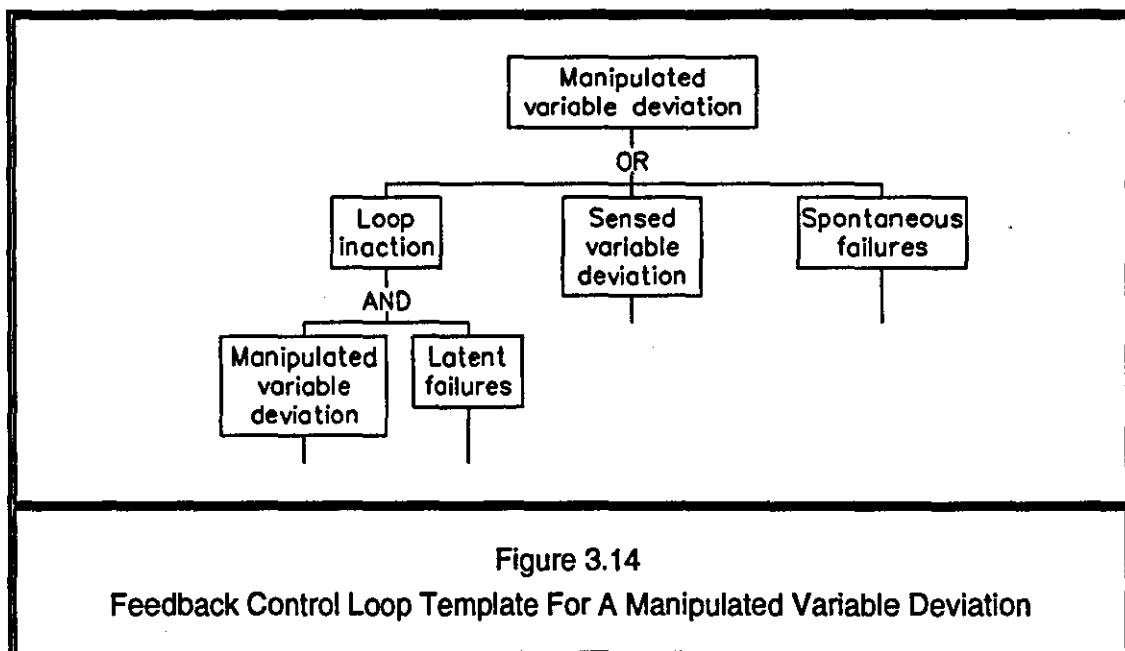 Manipulated
variable deviation
OR
Loop
inaction
Sensed
variable
deviation
Spontaneous
failures
AND
Manipulated
variable
deviation
Latent
failures
Figure 3.14
Feedback Control Loop Template For A Manipulated Variable Deviation